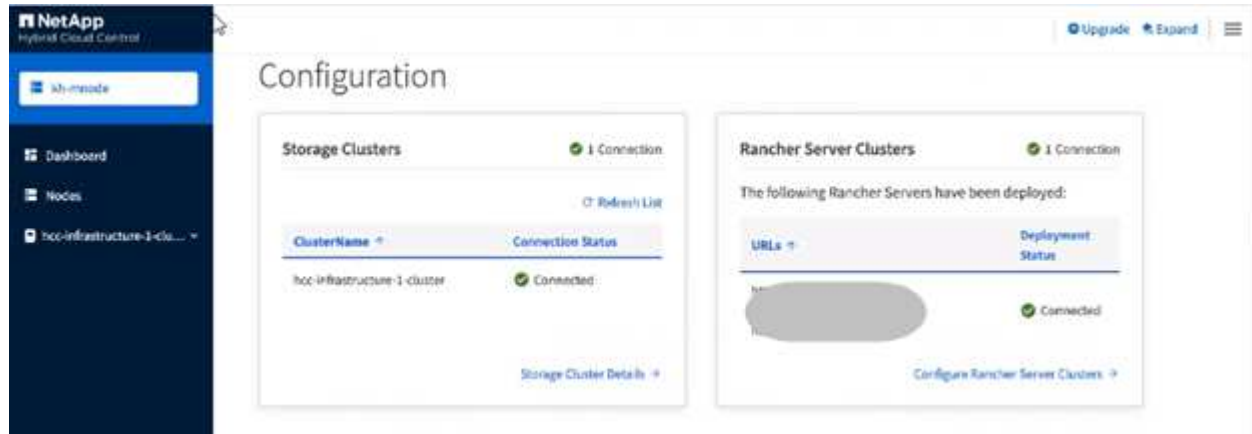 NetApp
Hybrid Cloud Control
Upgrade
Expand
kh-mnode
Dashboard
Nodes
hcc-infrastructure-1-clu...
Configuration
Storage Clusters
1 Connection
Refresh List
ClusterName
Connection Status
hcc-infrastructure-1-cluster
Connected
Storage Cluster Details
Rancher Server Clusters
1 Connection
The following Rancher Servers have been deployed:
URLs
Deployment
Status
Connected
Configure Rancher Server Clusters